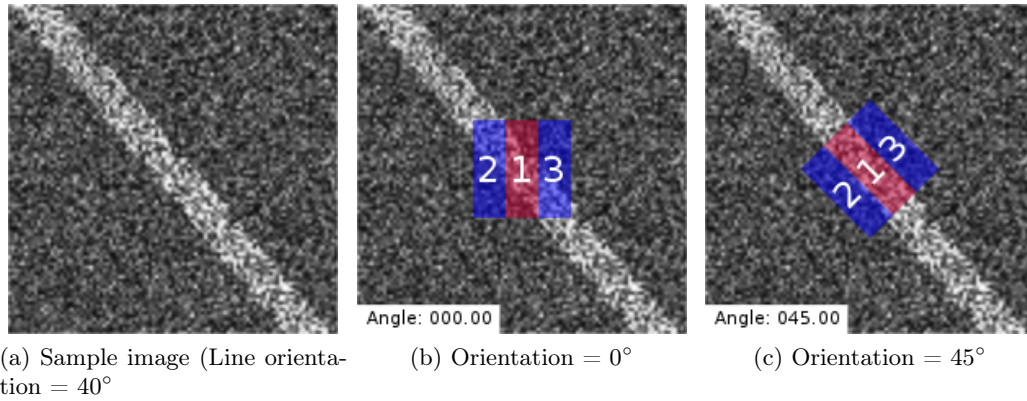 2 1 3
Angle: 000.00
2 1 3
Angle: 045.00
(a) Sample image (Line orienta-
tion = 40°
(b) Orientation = 0°
(c) Orientation = 45°